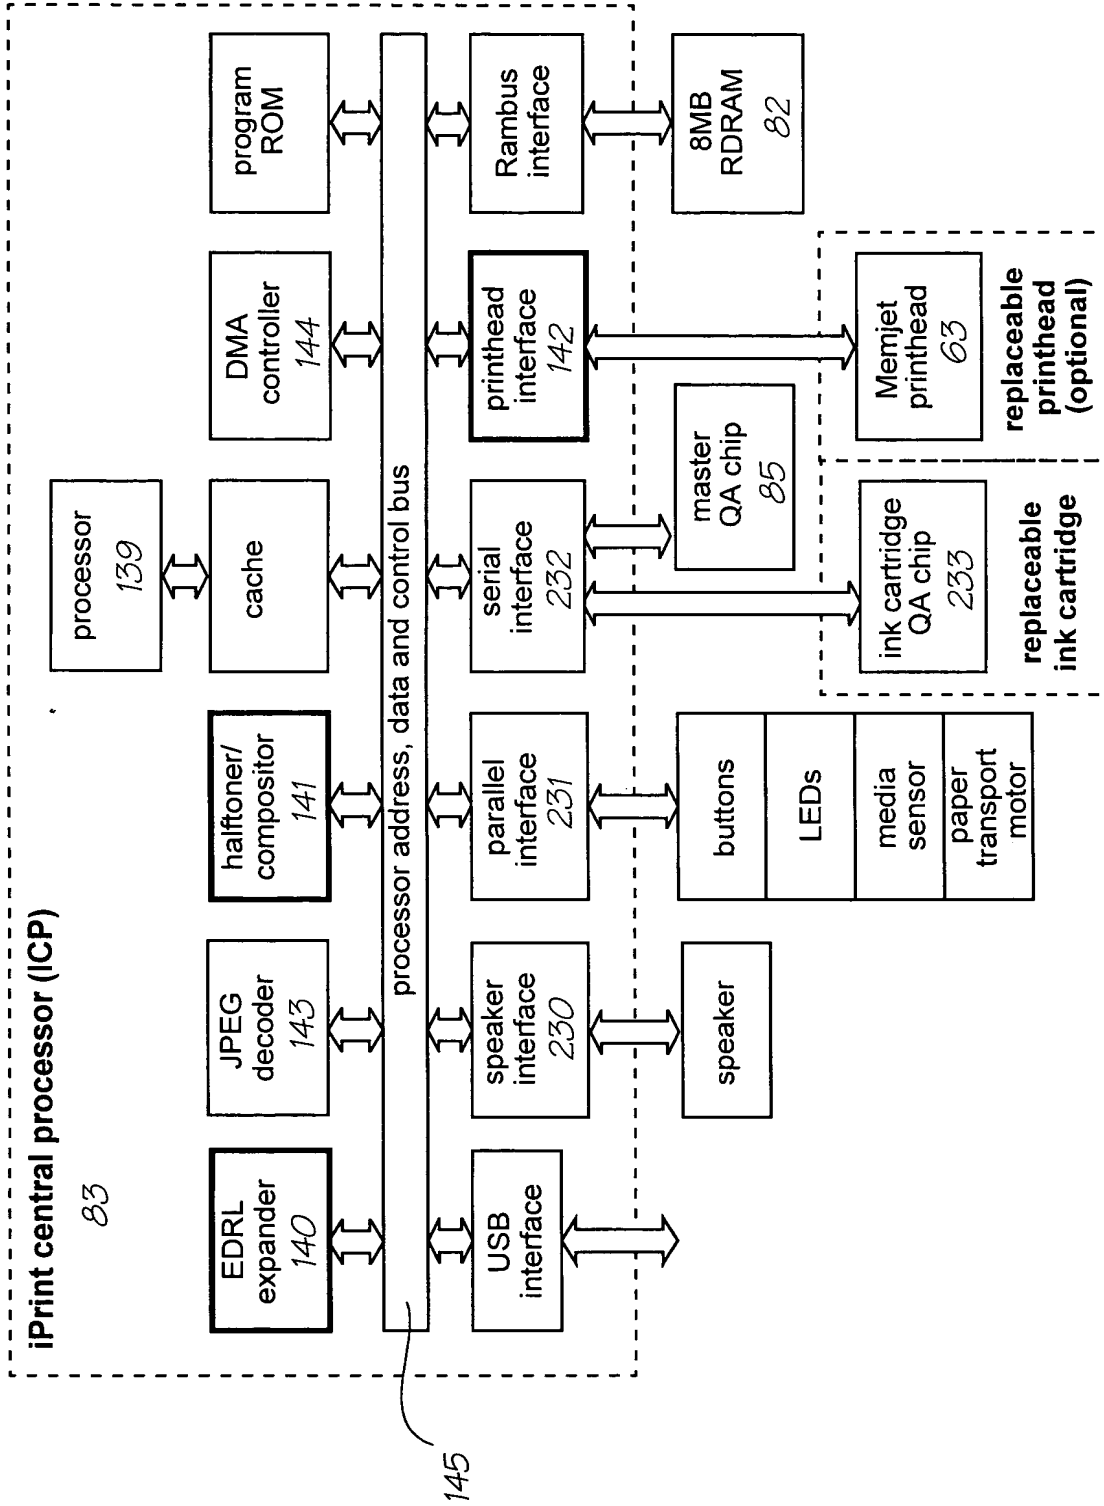 iPrint central processor (ICP)
83
processor
139
EDRL
expander
140
JPEG
decoder
143
halftoner/
compositor
141
cache
DMA
controller
144
program
ROM
processor address, data and control bus
145
USB
interface
speaker
interface
230
parallel
interface
231
serial
interface
232
printhead
interface
142
Rambus
interface
speaker
buttons
LEDs
media
sensor
paper
transport
motor
master
QA chip
85
8MB
RDRAM
82
ink cartridge
QA chip
233
replaceable
ink cartridge
Memjet
printhead
63
replaceable
printhead
(optional)